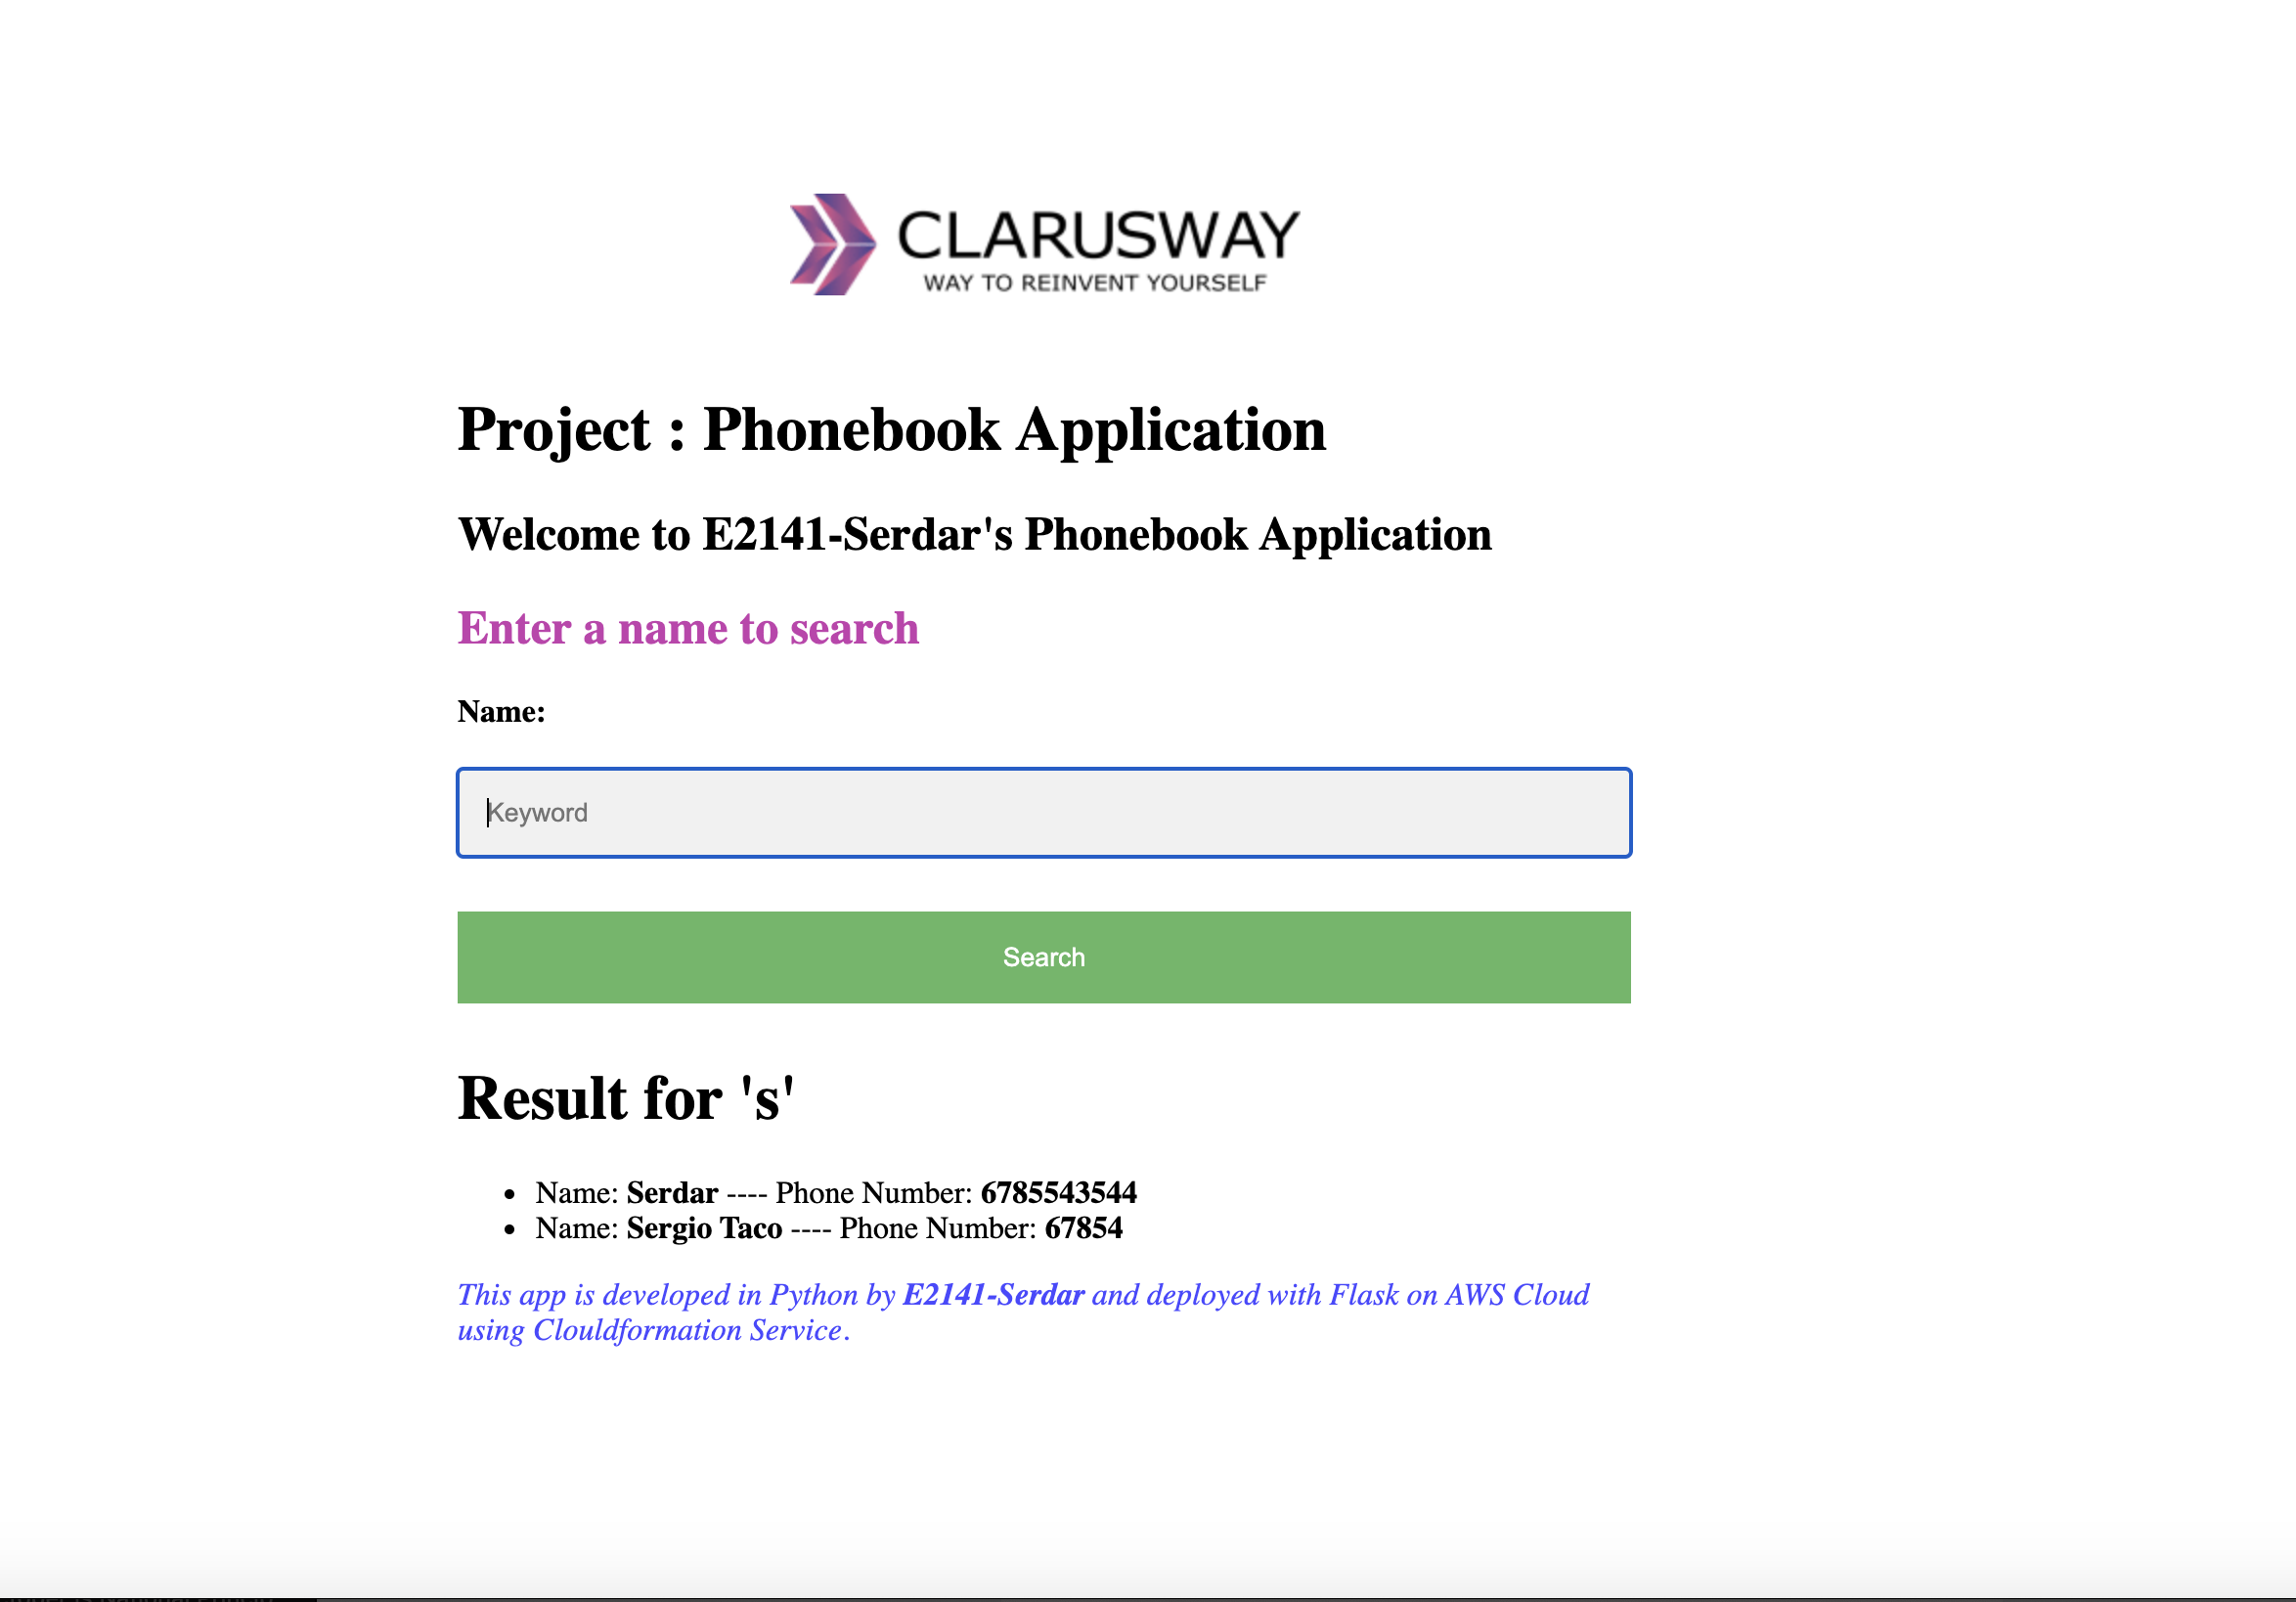 CLARUSWAY
WAY TO REINVENT YOURSELF
Project : Phonebook Application
Welcome to E2141-Serdar's Phonebook Application
Enter a name to search
Name:
Keyword
Search
Result for 's'
• Name: Serdar ---- Phone Number: 6785543544
• Name: Sergio Taco ---- Phone Number: 67854
This app is developed in Python by E2141-Serdar and deployed with Flask on AWS Cloud
using Clouldformation Service.